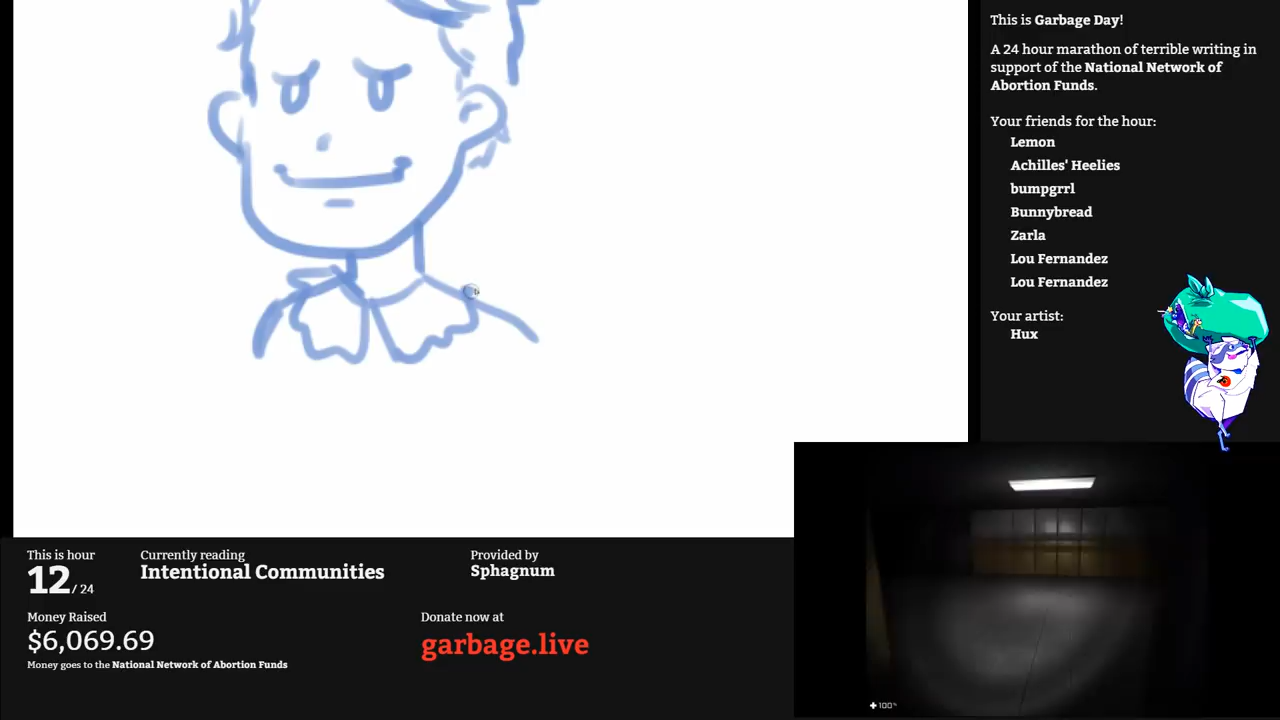 This is Garbage Day!
A 24 hour marathon of terrible writing in
support of the National Network of
Abortion Funds.
Your friends for the hour:
Lemon
Achilles' Heelies
bumpgrrl
Bunnybread
Zarla
Lou Fernandez
Lou Fernandez
Your artist:
Hux
This is hour
12 / 24
Currently reading
Intentional Communities
Provided by
Sphagnum
Money Raised
$6,069.69
Money goes to the National Network of Abortion Funds
Donate now at
garbage.live
100%